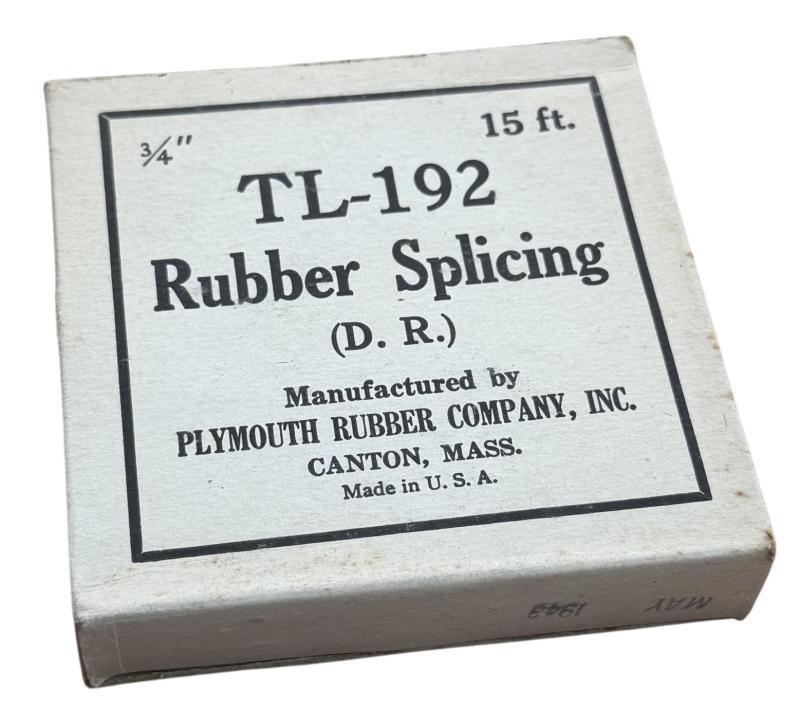 3/4" 15 ft.
TL-192
Rubber Splicing
(D. R.)
Manufactured by
PLYMOUTH RUBBER COMPANY, INC.
CANTON, MASS.
Made in U. S. A.
MAY 1943